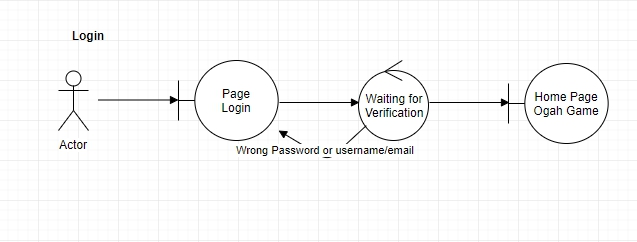 Login
Page
Login
Waiting for
Verification
Home Page
Ogah Game
Actor
Wrong Password or username/email